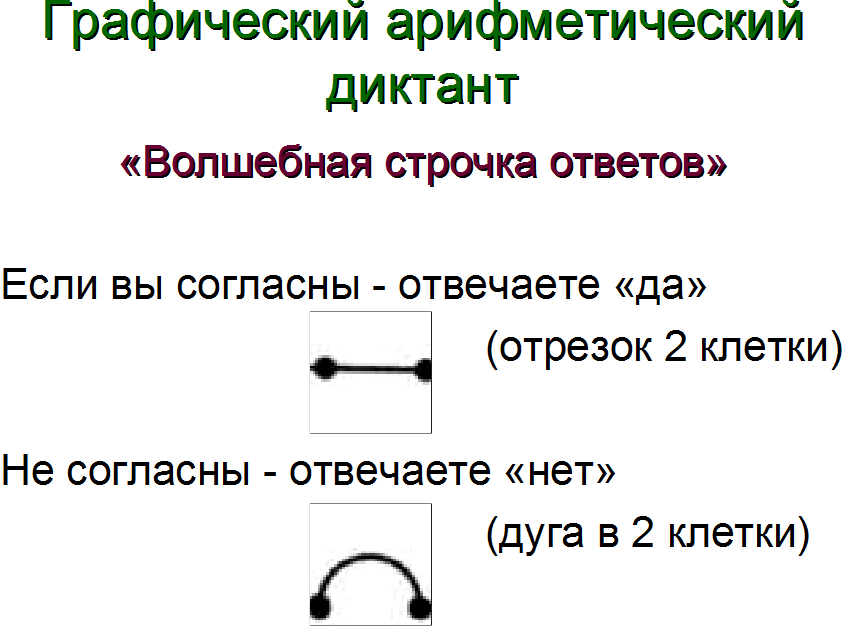 Графический арифметический
диктант
«Волшебная строчка ответов»
Если вы согласны - отвечаете «да»
(отрезок 2 клетки)
Не согласны - отвечаете «нет»
(дуга в 2 клетки)